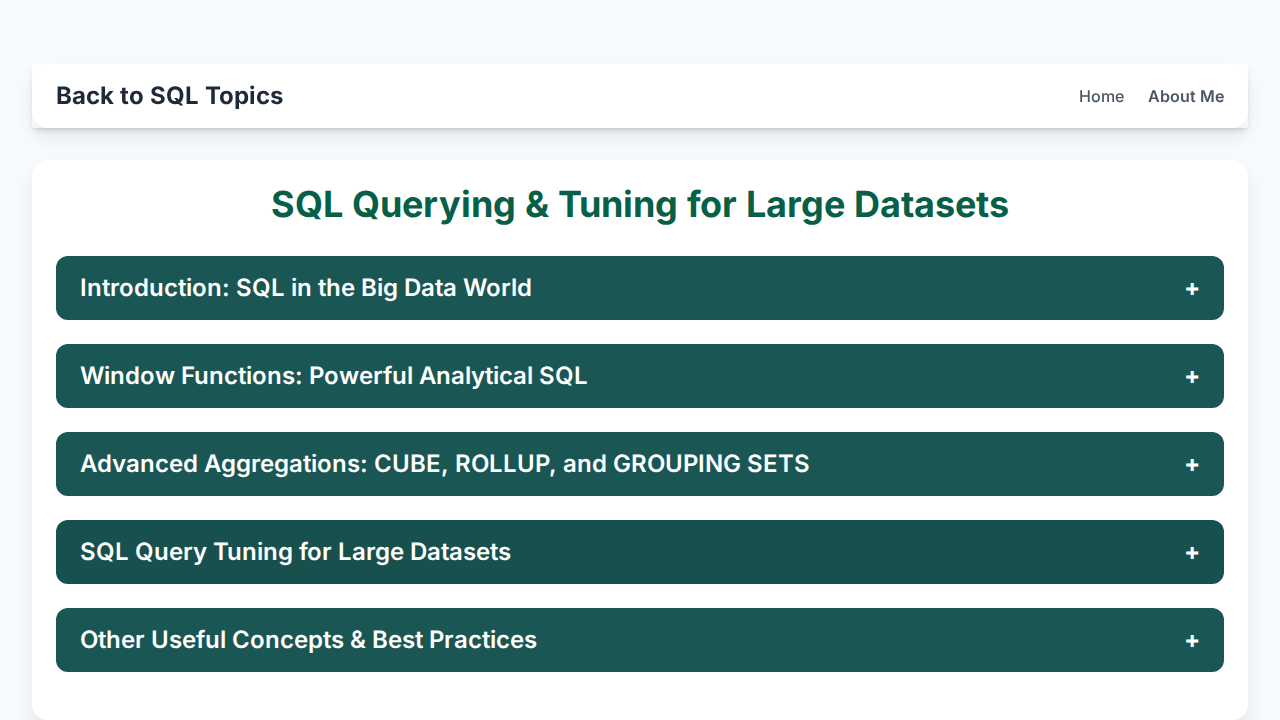 Back to SQL Topics
Home About Me
SQL Querying & Tuning for Large Datasets
Introduction: SQL in the Big Data World +
Window Functions: Powerful Analytical SQL +
Advanced Aggregations: CUBE, ROLLUP, and GROUPING SETS +
SQL Query Tuning for Large Datasets +
Other Useful Concepts & Best Practices +